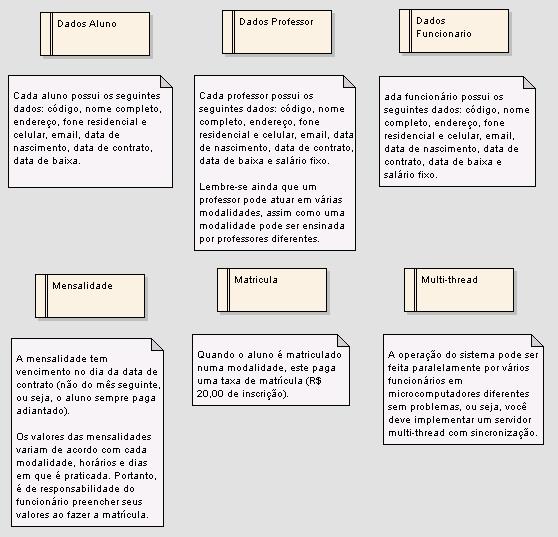 Dados Aluno
Cada aluno possui os seguintes
dados: código, nome completo,
endereço, fone residencial e
celular, email, data de
nascimento, data de contrato,
data de baixa.
Dados Professor
Cada professor possui os
seguintes dados: código, nome
completo, endereço, fone
residencial e celular, email, data
de nascimento, data de contrato,
data de baixa e salário fixo.
Lembre-se ainda que um
professor pode atuar em várias
modalidades, assim como uma
modalidade pode ser ensinada
por professores diferentes.
Dados
Funcionario
ada funcionário possui os
seguintes dados: código, nome
completo, endereço, fone
residencial e celular, email,
data de nascimento, data de
contrato, data de baixa e
salário fixo.
Mensalidade
A mensalidade tem
vencimento no dia da data de
contrato (não do mês seguinte,
ou seja, o aluno sempre paga
adiantado).
Os valores das mensalidades
variam de acordo com cada
modalidade, horários e dias
em que é praticada. Portanto,
é de responsabilidade do
funcionário preencher seus
valores ao fazer a matrícula.
Matricula
Quando o aluno é matriculado
numa modalidade, este paga
uma taxa de matrícula (R$
20,00 de inscrição).
Multi-thread
A operação do sistema pode ser
feita paralelamente por vários
funcionários em
microcomputadores diferentes
sem problemas, ou seja, você
deve implementar um servidor
multi-thread com sincronização.